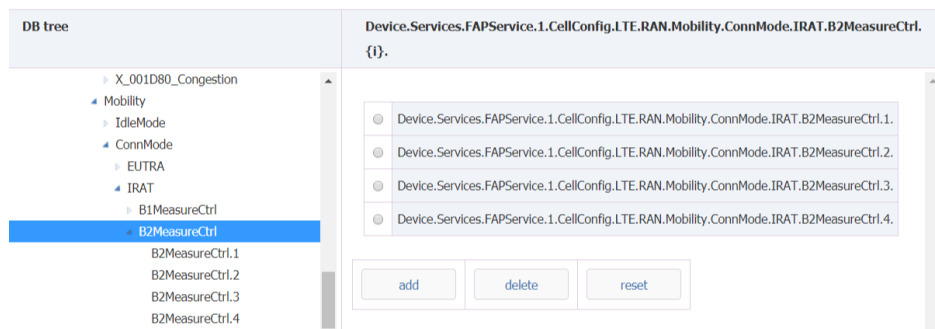 DB tree
Device.Services.FAPService.1.CellConfig.LTE.RAN.Mobility.ConnMode.IRAT.B2MeasureCtrl.
{i}.
X_001D80_Congestion
Mobility
IdleMode
ConnMode
EUTRA
IRAT
B1MeasureCtrl
B2MeasureCtrl
B2MeasureCtrl.1
B2MeasureCtrl.2
B2MeasureCtrl.3
B2MeasureCtrl.4
Device.Services.FAPService.1.CellConfig.LTE.RAN.Mobility.ConnMode.IRAT.B2MeasureCtrl.1.
Device.Services.FAPService.1.CellConfig.LTE.RAN.Mobility.ConnMode.IRAT.B2MeasureCtrl.2.
Device.Services.FAPService.1.CellConfig.LTE.RAN.Mobility.ConnMode.IRAT.B2MeasureCtrl.3.
Device.Services.FAPService.1.CellConfig.LTE.RAN.Mobility.ConnMode.IRAT.B2MeasureCtrl.4.
add delete reset